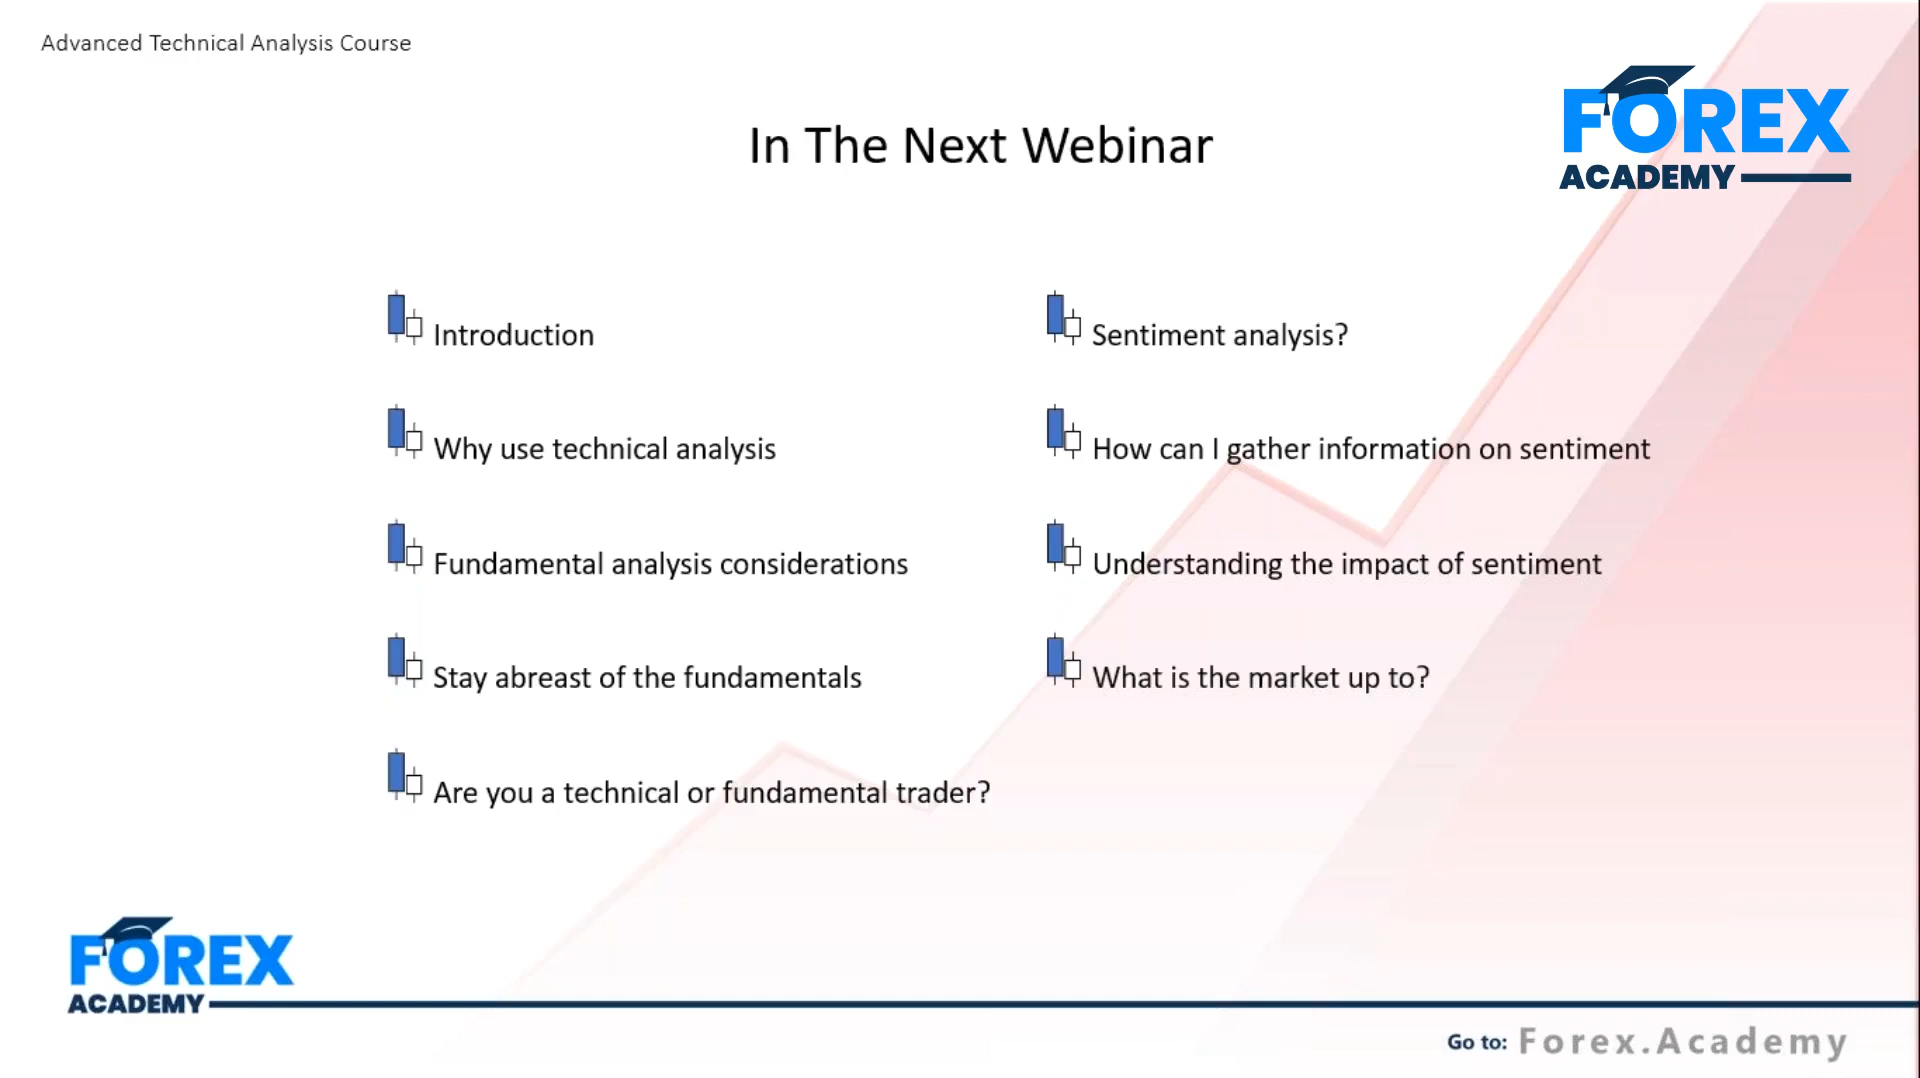 Advanced Technical Analysis Course
FOREX
ACADEMY
In The Next Webinar
Introduction
Why use technical analysis
Fundamental analysis considerations
Stay abreast of the fundamentals
Are you a technical or fundamental trader?
Sentiment analysis?
How can I gather information on sentiment
Understanding the impact of sentiment
What is the market up to?
FOREX
ACADEMY
Go to: Forex.Academy